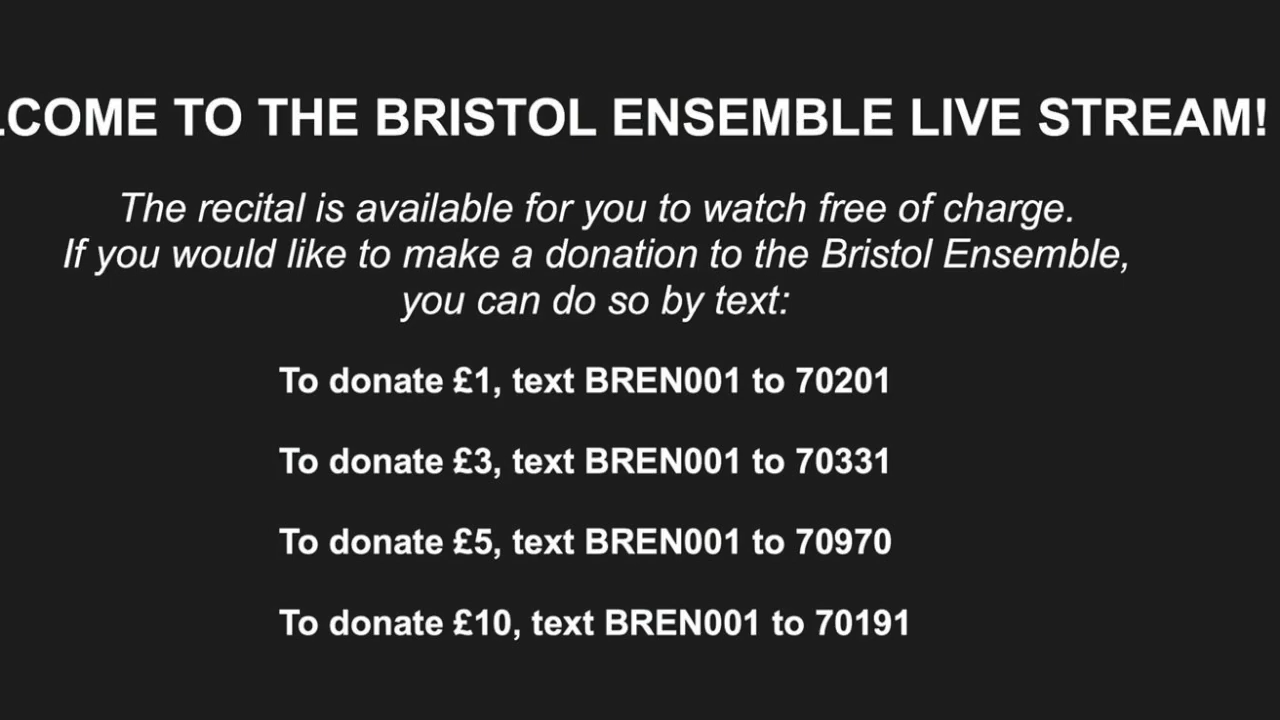 LCOME TO THE BRISTOL ENSEMBLE LIVE STREAM!
The recital is available for you to watch free of charge.
If you would like to make a donation to the Bristol Ensemble,
you can do so by text:
To donate £1, text BREN001 to 70201
To donate £3, text BREN001 to 70331
To donate £5, text BREN001 to 70970
To donate £10, text BREN001 to 70191